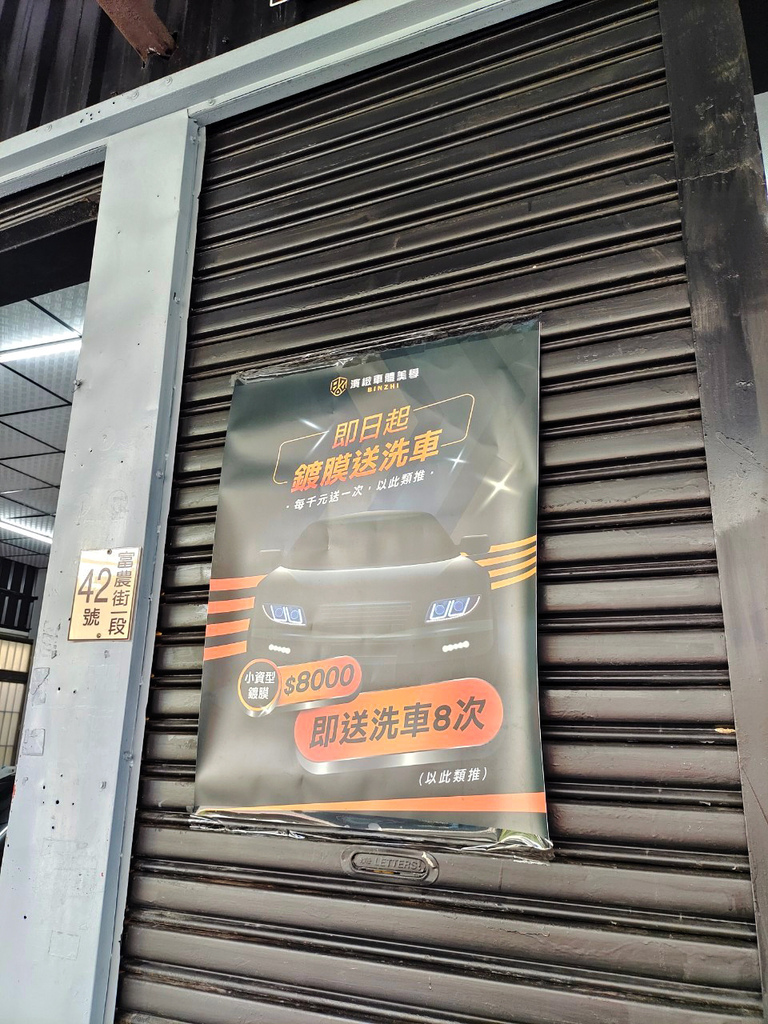 濱緻車體美學
BINZHI
即日起
鍍膜送洗車
·每千元送一次，以此類推·
小資型
鍍膜
$8000
即送洗車8次
(以此類推)
富農街一段
42
號
LETTERS